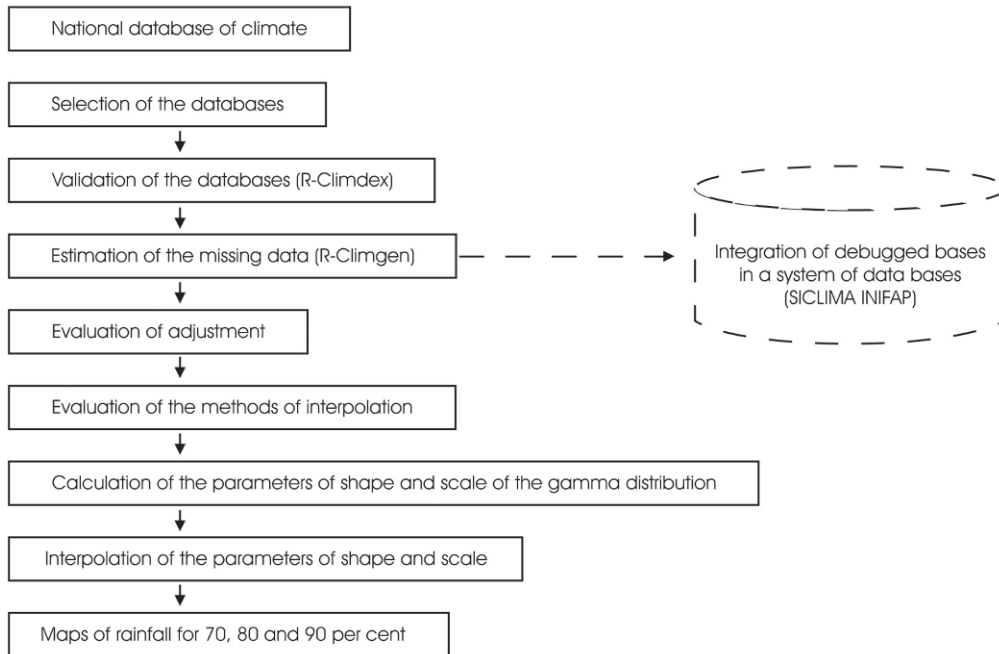 National database of climate
Selection of the databases
Validation of the databases (R-Climdex)
Estimation of the missing data (R-Climgen)
Integration of debugged bases
in a system of data bases
(SICLIMA INIFAP)
Evaluation of adjustment
Evaluation of the methods of interpolation
Calculation of the parameters of shape and scale of the gamma distribution
Interpolation of the parameters of shape and scale
Maps of rainfall for 70, 80 and 90 per cent